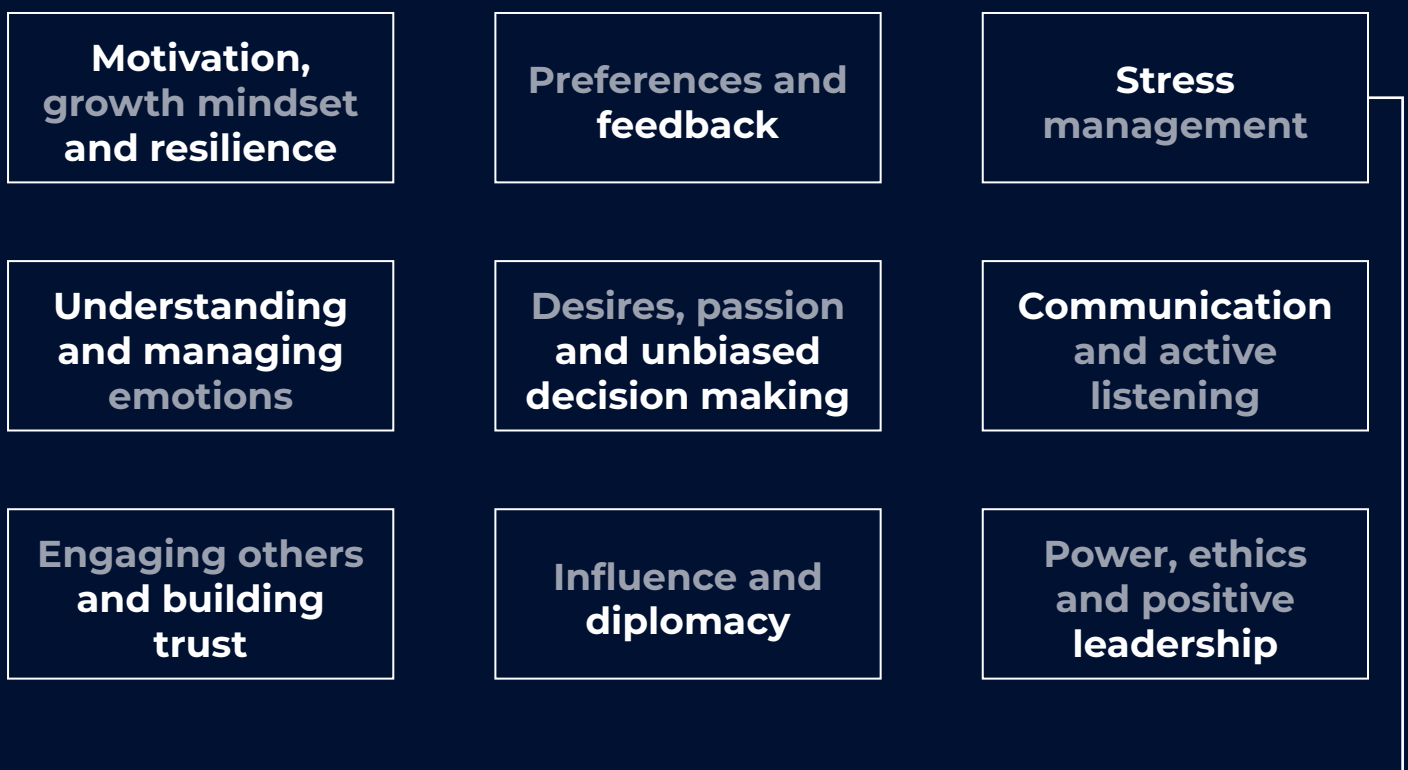 Motivation,
growth mindset
and resilience
Preferences and
feedback
Stress
management
Understanding
and managing
emotions
Desires, passion
and unbiased
decision making
Communication
and active
listening
Engaging others
and building
trust
Influence and
diplomacy
Power, ethics
and positive
leadership